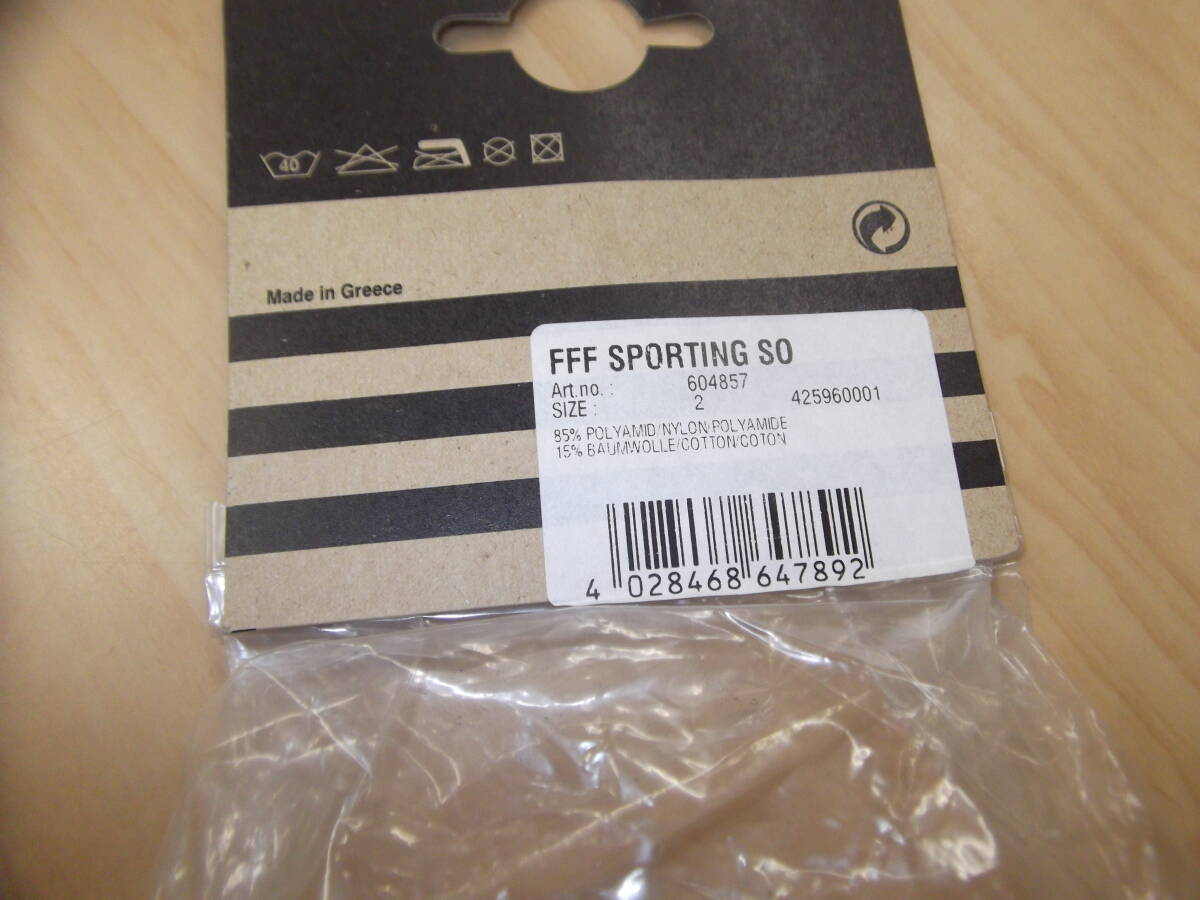 40
Made in Greece
FFF SPORTING SO
Art.no. : 604857
SIZE : 2 425960001
85% POLYAMID/NYLON/POLYAMIDE
15% BAUMWOLLE/COTTON/COTON
4 028468 647892